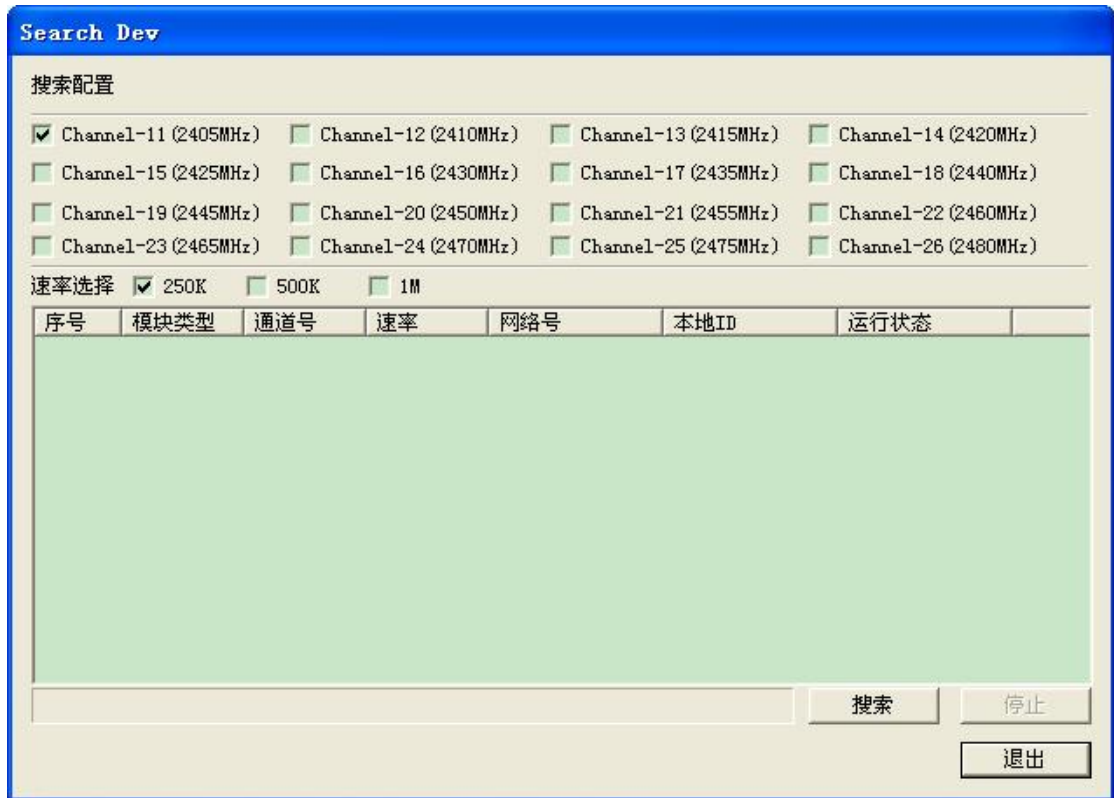 Search Dev
搜索配置
Channel-11(2405MHz) Channel-12(2410MHz) Channel-13(2415MHz) Channel-14(2420MHz)
Channel-15(2425MHz) Channel-16(2430MHz) Channel-17(2435MHz) Channel-18(2440MHz)
Channel-19(2445MHz) Channel-20(2450MHz) Channel-21(2455MHz) Channel-22(2460MHz)
Channel-23(2465MHz) Channel-24(2470MHz) Channel-25(2475MHz) Channel-26(2480MHz)
速率选择 250K 500K 1M
序号 模块类型 通道号 速率 网络号 本地ID 运行状态
搜索 停止
退出